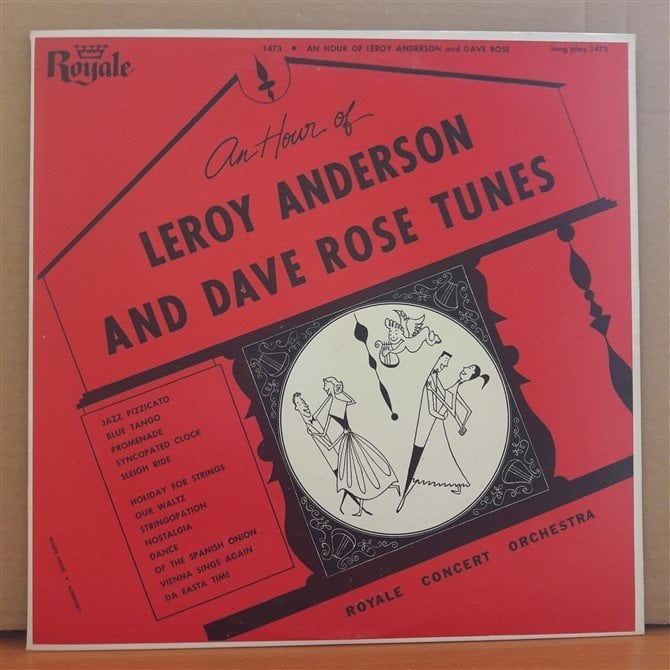 Royale
1473 • AN HOUR OF LEROY ANDERSON and DAVE ROSE
long play 1473
An Hour of
LEROY ANDERSON
AND DAVE ROSE TUNES
JAZZ PIZZICATO
BLUE TANGO
PROMENADE
SYNCOPATED CLOCK
SLEIGH RIDE
HOLIDAY FOR STRINGS
OUR WALTZ
STRINGOPATION
NOSTALGIA
DANCE
OF THE SPANISH ONION
VIENNA SINGS AGAIN
DA EASTA TIME
ROYALE CONCERT ORCHESTRA